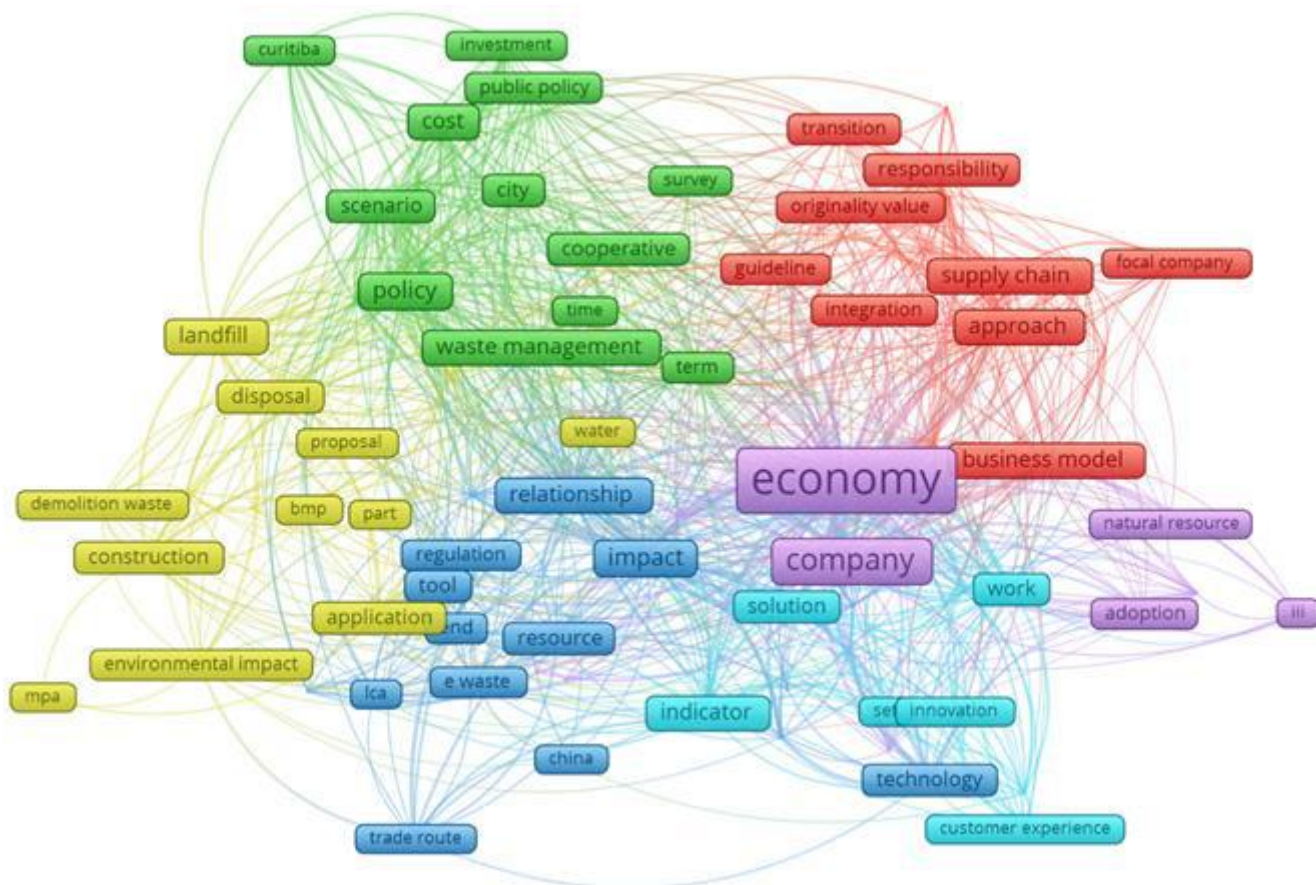 curitiba
investment
public policy
cost
transition
responsibility
scenario
city
survey
originality value
cooperative
guideline
supply chain
focal company
policy
time
integration
approach
landfill
waste management
term
disposal
proposal
water
economy
business model
demolition waste
bmp
part
relationship
natural resource
construction
regulation
impact
company
tool
solution
work
adoption
iii
application
resource
environmental impact
e waste
mpa
lca
indicator
innovation
china
technology
trade route
customer experience